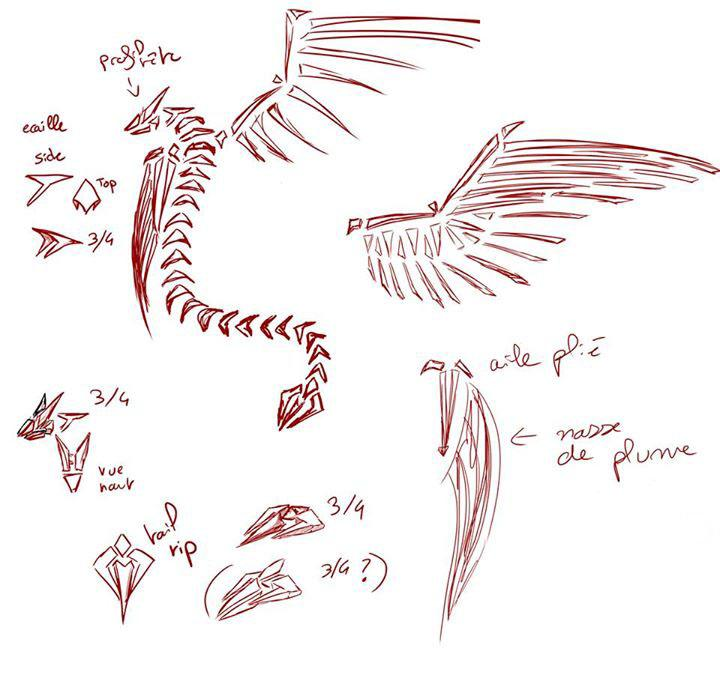 profil tête
ecaille
side
Top
3/4
3/4
vue
haut
tail
tip
3/4
(3/4 ?)
aile plié
← masse
de plume